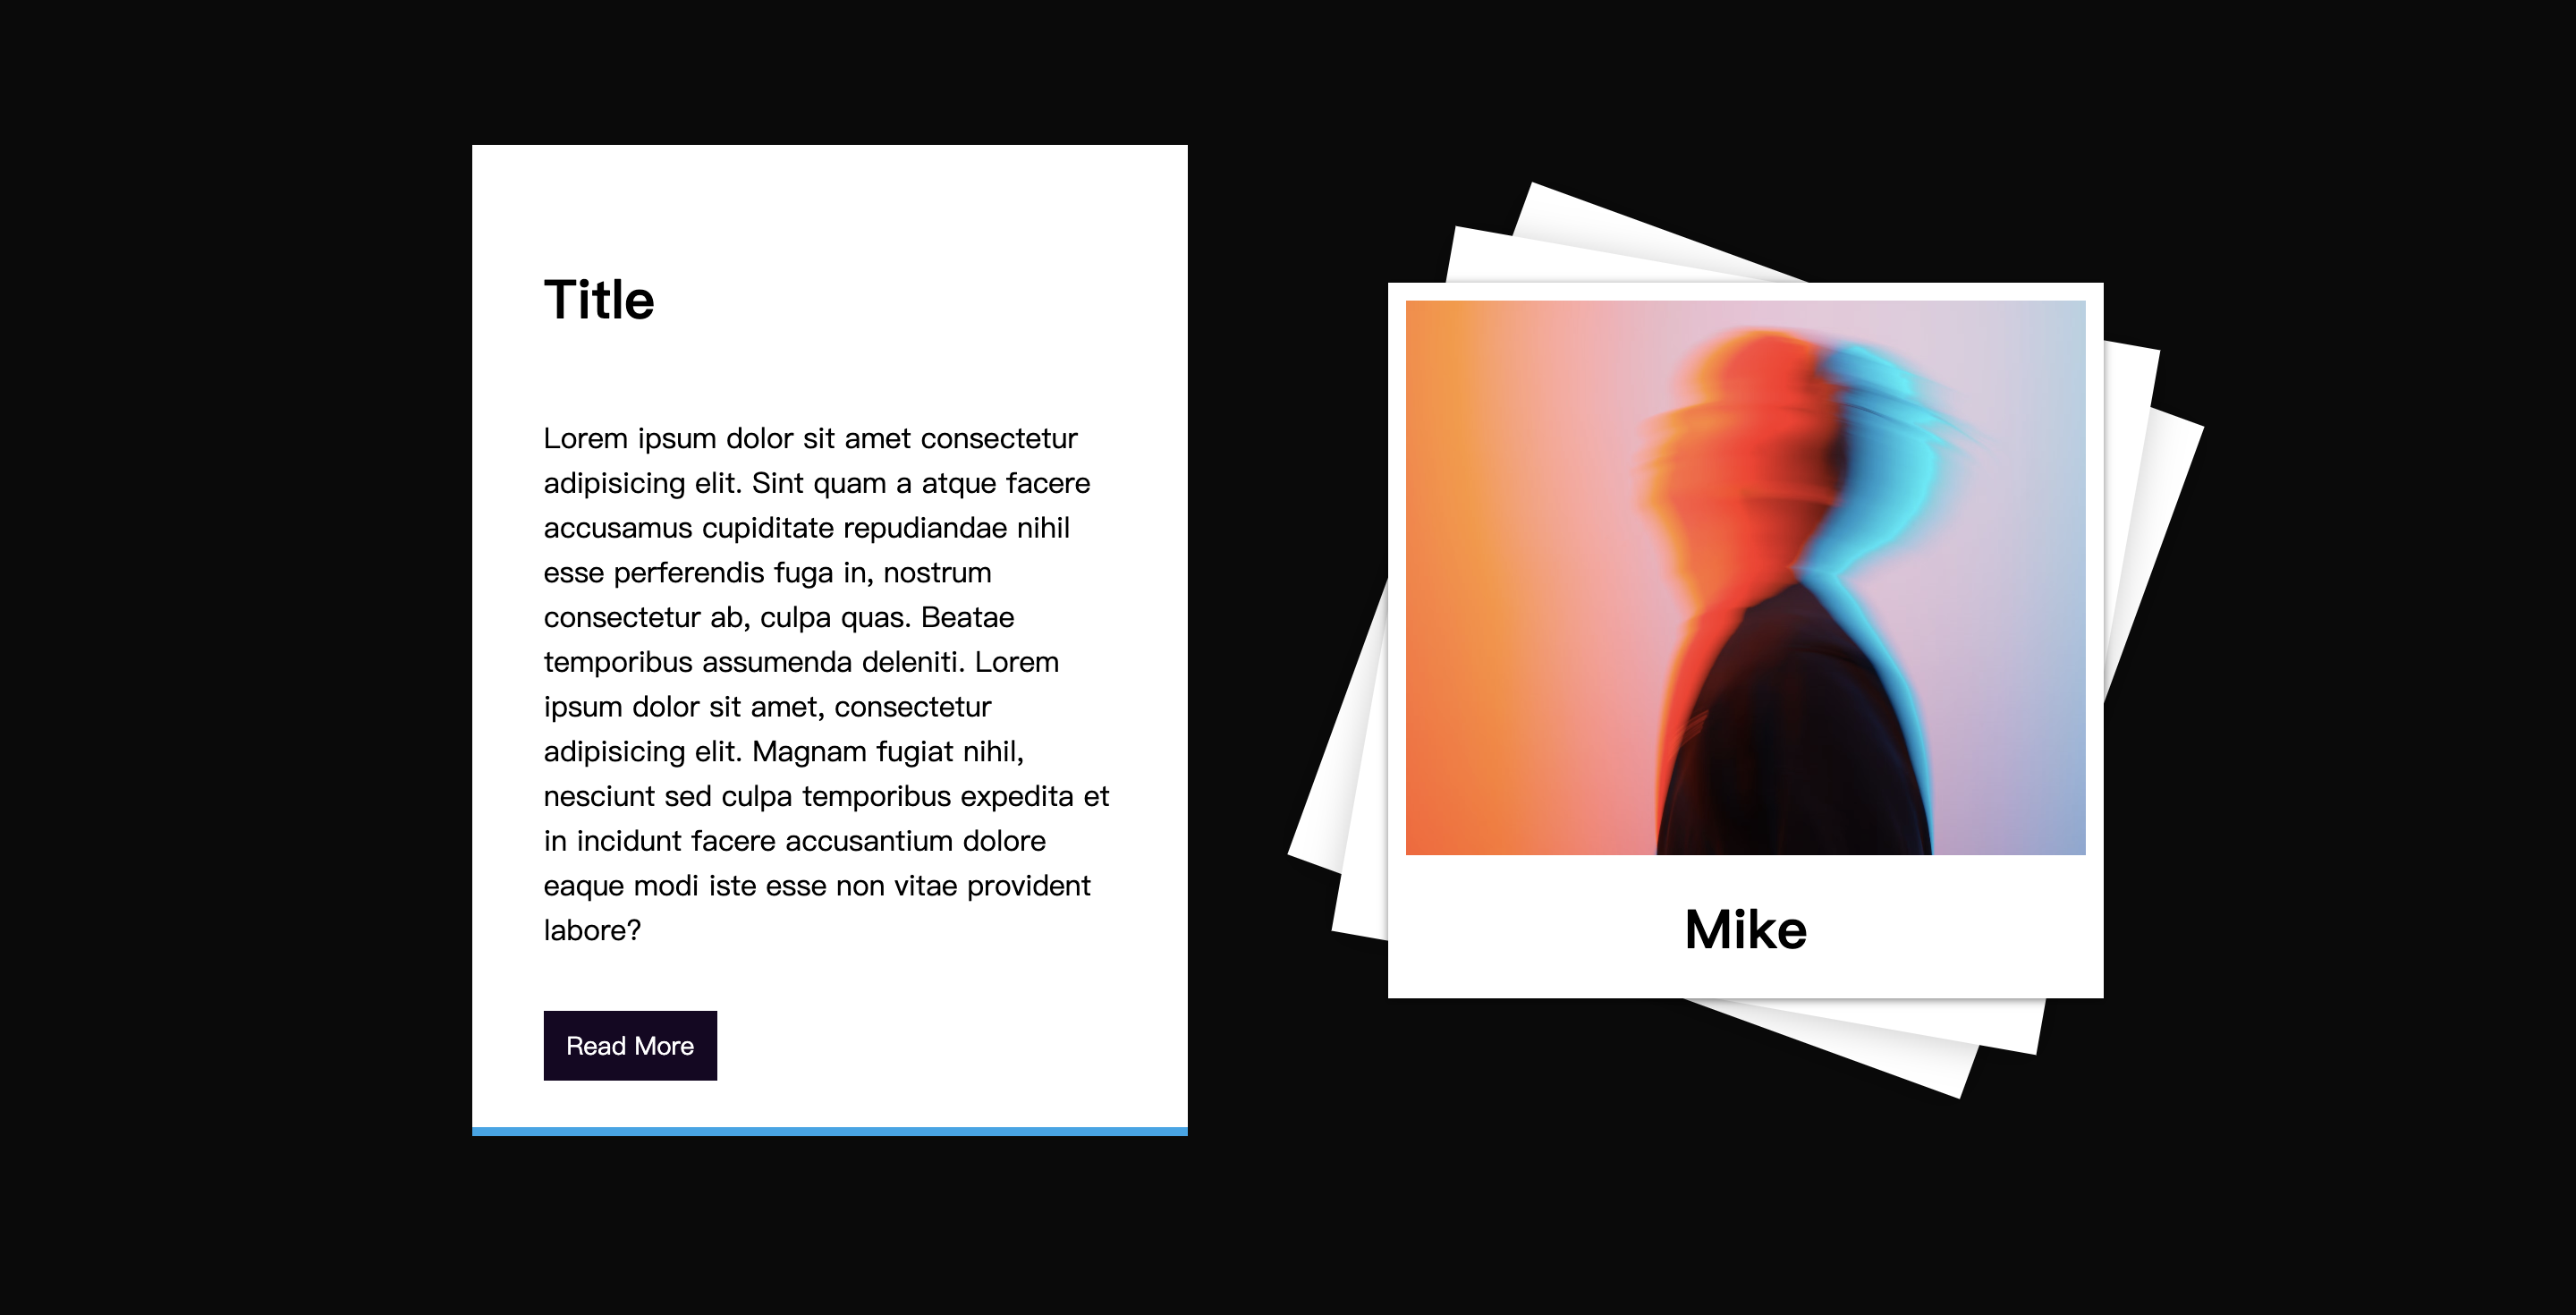 Title
Lorem ipsum dolor sit amet consectetur
adipisicing elit. Sint quam a atque facere
accusamus cupiditate repudiandae nihil
esse perferendis fuga in, nostrum
consectetur ab, culpa quas. Beatae
temporibus assumenda deleniti. Lorem
ipsum dolor sit amet, consectetur
adipisicing elit. Magnam fugiat nihil,
nesciunt sed culpa temporibus expedita et
in incidunt facere accusantium dolore
eaque modi iste esse non vitae provident
labore?
Read More
Mike